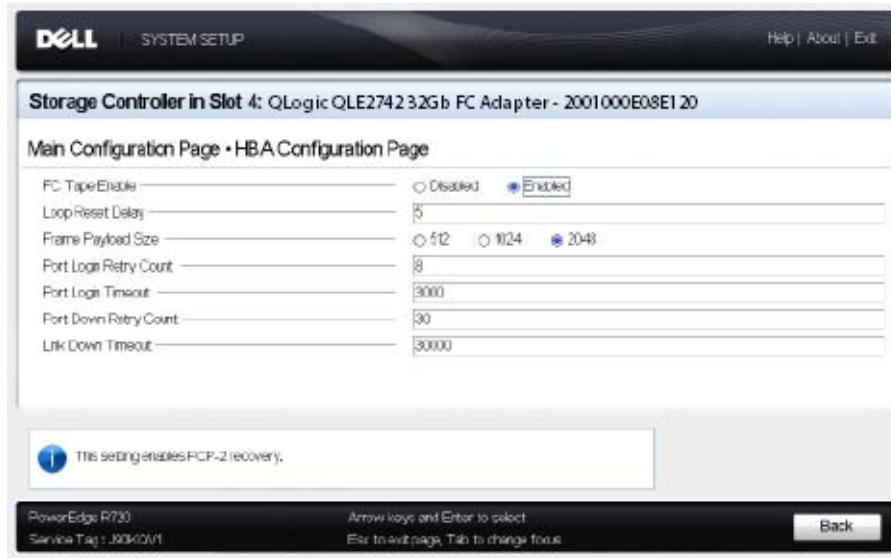 DELL SYSTEM SETUP Help | About | Exit
Storage Controller in Slot 4: QLogic QLE2742 32Gb FC Adapter - 2001000E08E120
Main Configuration Page • HBA Configuration Page
FC Tape Enable Disabled Enabled
Loop Reset Delay 5
Frame Payload Size 512 1024 2048
Port Login Retry Count 8
Port Login Timeout 3000
Port Down Retry Count 30
Link Down Timeout 30000
This setting enables FCP-2 recovery.
PowerEdge R730 Arrow keys and Enter to select
Service Tag : Esc to exit page, Tab to change focus
Back